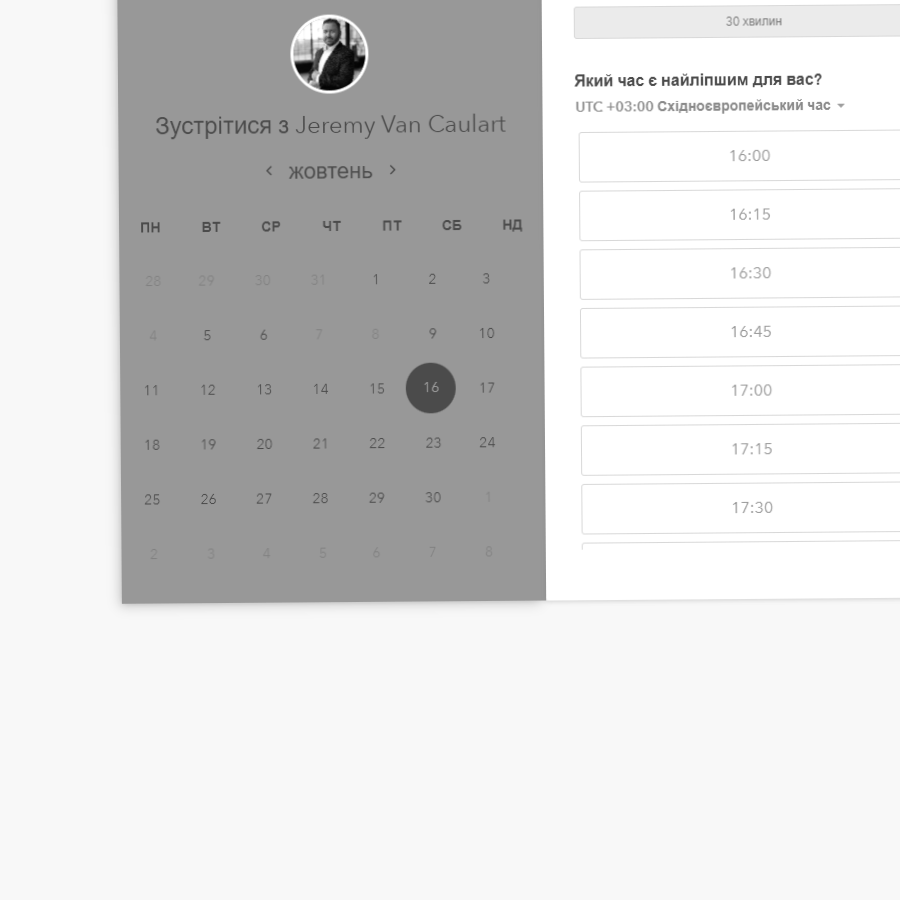 Зустрітися з Jeremy Van Caulart
жовтень
ПН ВТ СР ЧТ ПТ СБ НД
28 29 30 31 1 2 3
4 5 6 7 8 9 10
11 12 13 14 15 16 17
18 19 20 21 22 23 24
25 26 27 28 29 30 1
2 3 4 5 6 7 8
30 хвилин
Який час є найліпшим для вас?
UTC +03:00 Східноєвропейський час
16:00
16:15
16:30
16:45
17:00
17:15
17:30